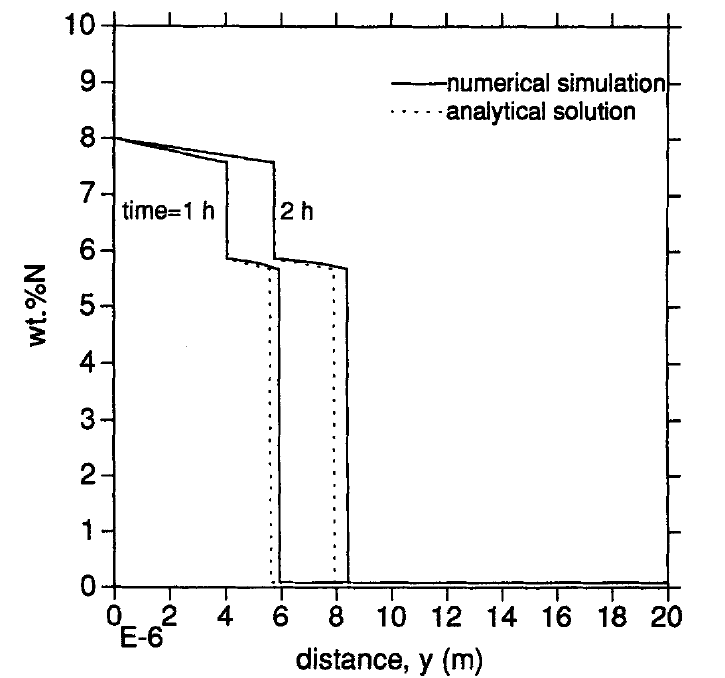 10
9
8
7
6
5
4
3
2
1
0
wt.%N
numerical simulation
analytical solution
time=1 h
2 h
0 2 4 6 8 10 12 14 16 18 20
E-6
distance, y (m)